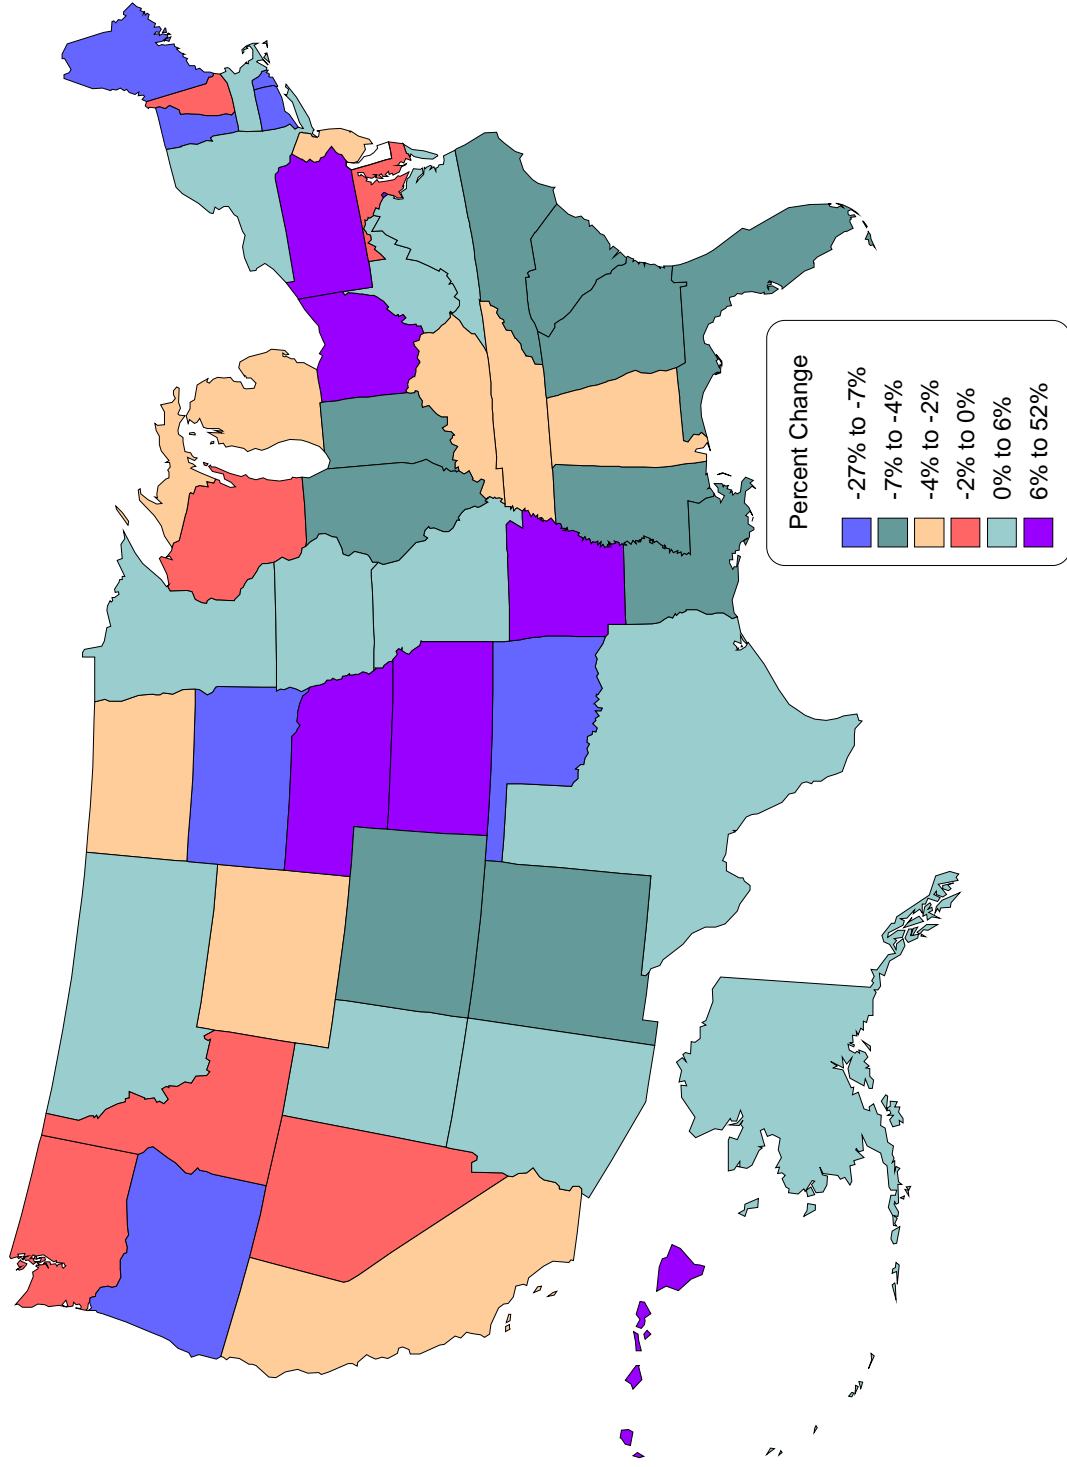 Percent Change
-27% to -7%
-7% to -4%
-4% to -2%
-2% to 0%
0% to 6%
6% to 52%